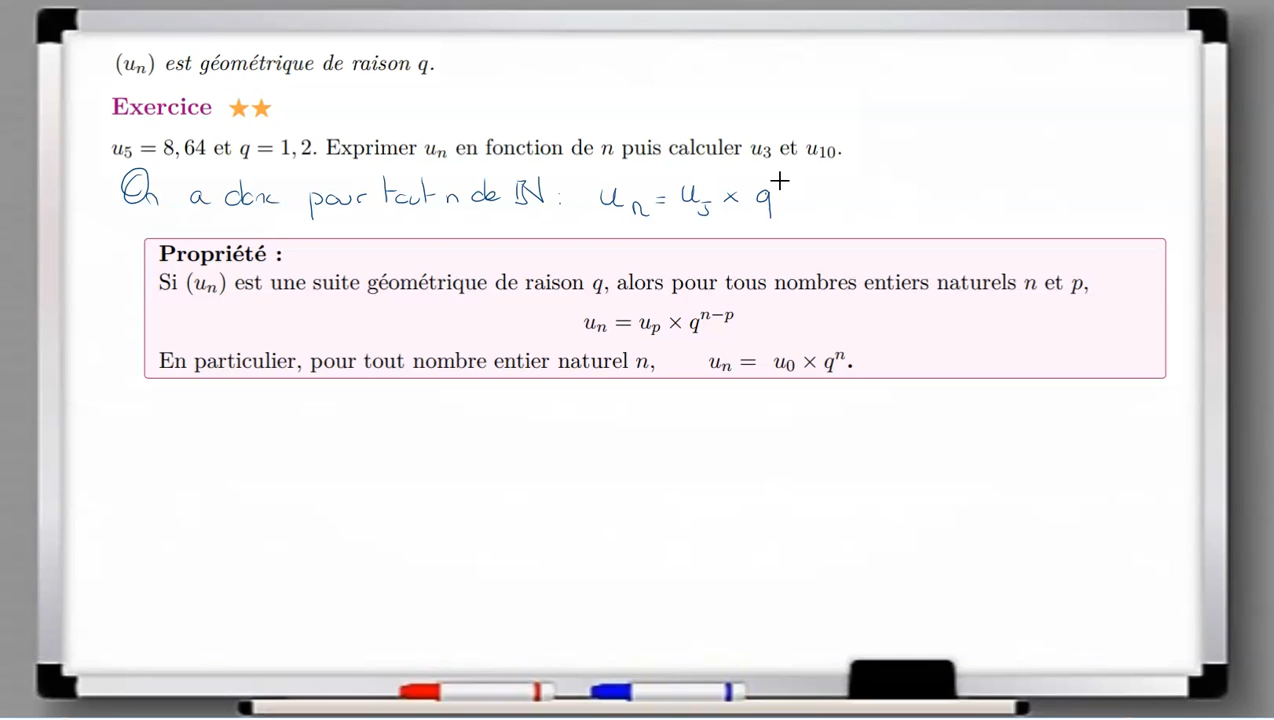 (uₙ) est géométrique de raison q.
Exercice ★★
u₅ = 8,64 et q = 1,2. Exprimer uₙ en fonction de n puis calculer u₃ et u₁₀.
On a donc pour tout n de ℕ : uₙ = u₅ × q
Propriété :
Si (uₙ) est une suite géométrique de raison q, alors pour tous nombres entiers naturels n et p,
uₙ = uₚ × qⁿ⁻ᵖ
En particulier, pour tout nombre entier naturel n, uₙ = u₀ × qⁿ.